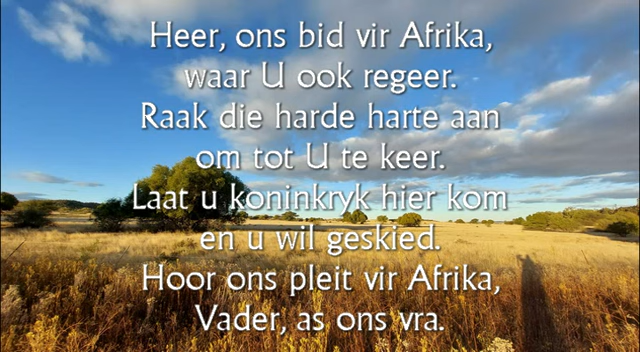 Heer, ons bid vir Afrika,
waar U ook regeer.
Raak die harde harte aan
om tot U te keer.
Laat u koninkryk hier kom
en u wil geskied.
Hoor ons pleit vir Afrika,
Vader, as ons vra.